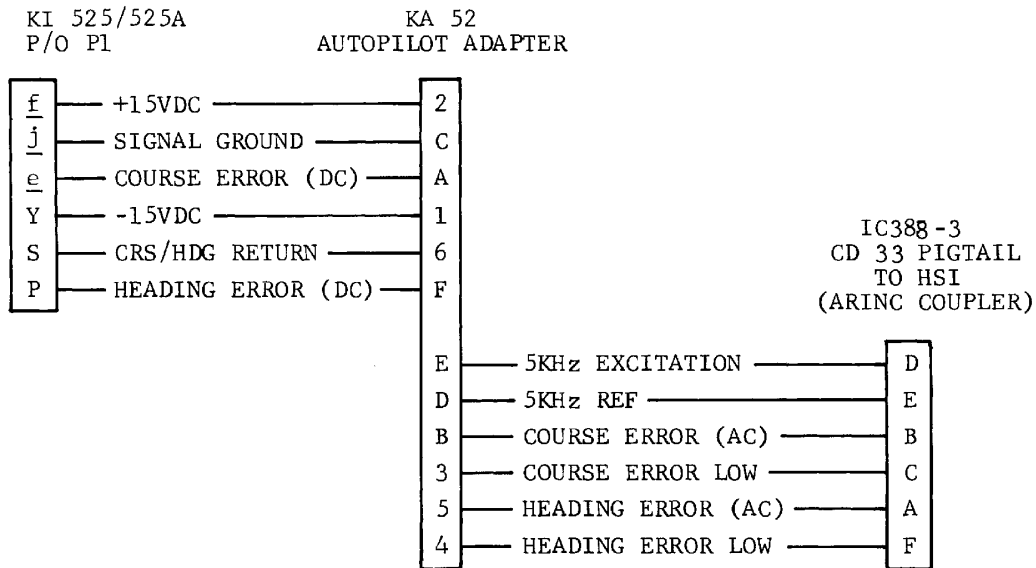 KI 525/525A
P/O P1
KA 52
AUTOPILOT ADAPTER
f +15VDC 2
j SIGNAL GROUND C
e COURSE ERROR (DC) A
Y -15VDC 1
S CRS/HDG RETURN 6
P HEADING ERROR (DC) F
IC388-3
CD 33 PIGTAIL
TO HSI
(ARINC COUPLER)
E 5KHz EXCITATION D
D 5KHz REF E
B COURSE ERROR (AC) B
3 COURSE ERROR LOW C
5 HEADING ERROR (AC) A
4 HEADING ERROR LOW F